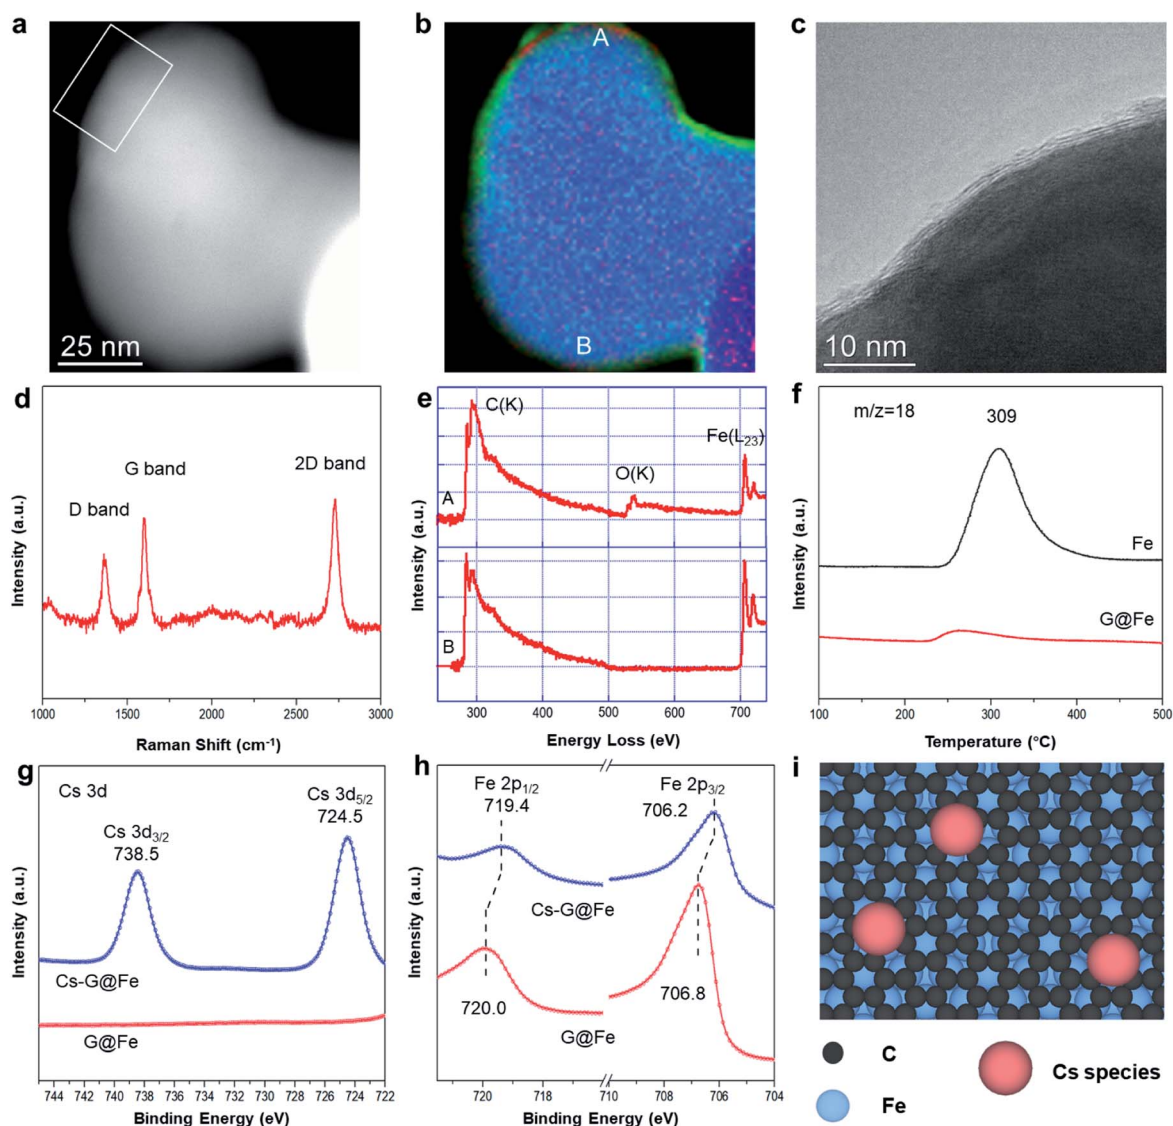 a
25 nm
b
A
B
c
10 nm
d
D band
G band
2D band
Intensity (a.u.)
1000 1500 2000 2500 3000
Raman Shift (cm⁻¹)
e
C(K)
O(K)
Fe(L₂₃)
A
B
Intensity (a.u.)
300 400 500 600 700
Energy Loss (eV)
f
m/z=18
309
Fe
G@Fe
Intensity (a.u.)
100 200 300 400 500
Temperature (°C)
g
Cs 3d
Cs 3d₃/₂
738.5
Cs 3d₅/₂
724.5
Cs-G@Fe
G@Fe
Intensity (a.u.)
744 742 740 738 736 734 732 730 728 726 724 722
Binding Energy (eV)
h
Fe 2p₁/₂
719.4
Fe 2p₃/₂
706.2
Cs-G@Fe
720.0
706.8
G@Fe
Intensity (a.u.)
720 718 710 708 706 704
Binding Energy (eV)
i
C
Fe
Cs species